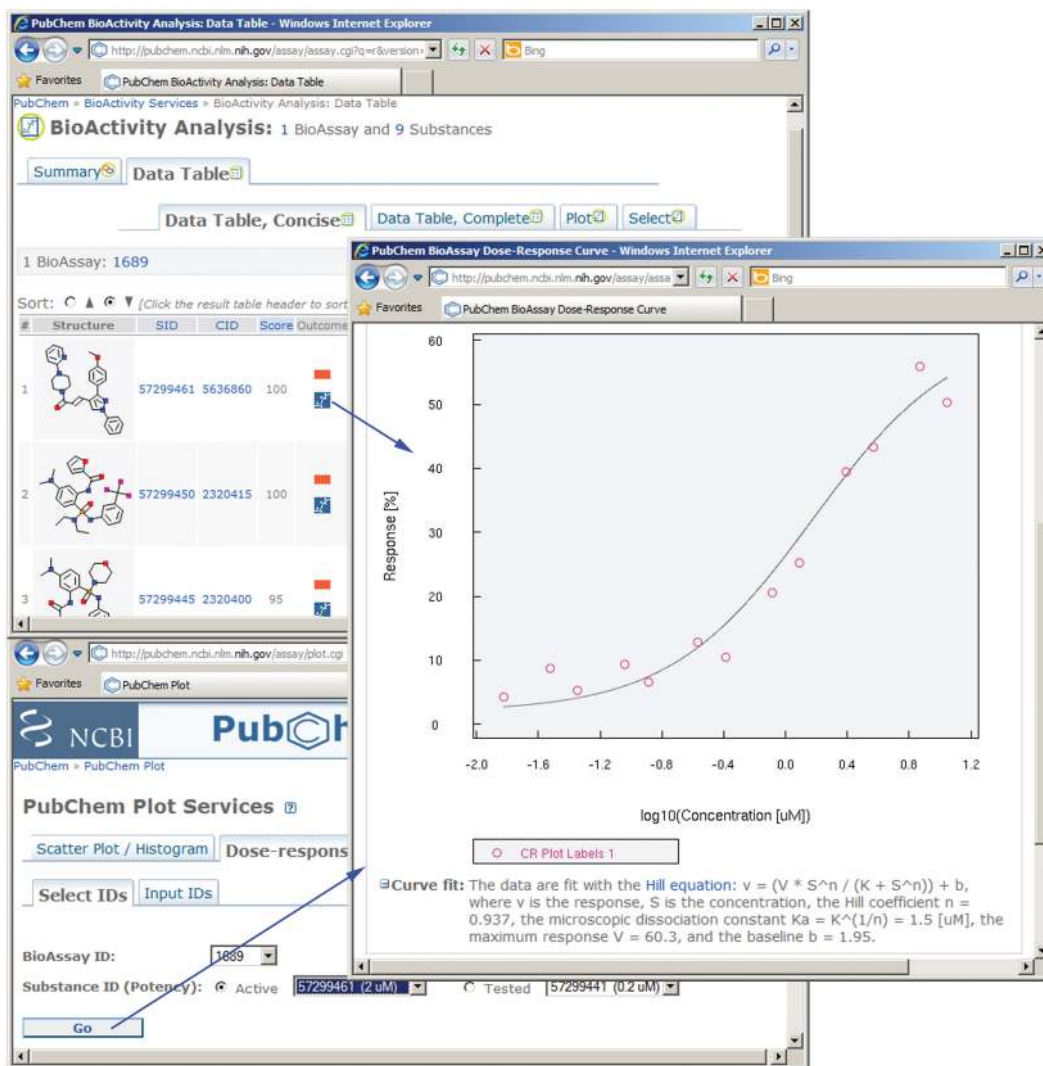 PubChem BioActivity Analysis: Data Table - Windows Internet Explorer
http://pubchem.ncbi.nlm.nih.gov/assay/assay.cgi?q=r&version=
Bing
Favorites
PubChem BioActivity Analysis: Data Table
PubChem » BioActivity Services » BioActivity Analysis: Data Table
BioActivity Analysis: 1 BioAssay and 9 Substances
Summary Data Table
Data Table, Concise Data Table, Complete Plot Select
1 BioAssay: 1689
Sort: ▲ ▼ (Click the result table header to sort
# Structure SID CID Score Outcome
1 57299461 5636860 100
2 57299450 2320415 100
3 57299445 2320400 95
PubChem BioAssay Dose-Response Curve - Windows Internet Explorer
http://pubchem.ncbi.nlm.nih.gov/assay/assa
Bing
Favorites
PubChem BioAssay Dose-Response Curve
60
50
40
30
20
10
0
Response [%]
-2.0 -1.6 -1.2 -0.8 -0.4 0.0 0.4 0.8 1.2
log10(Concentration [uM])
CR Plot Labels 1
Curve fit: The data are fit with the Hill equation: v = (V * S^n / (K + S^n)) + b,
where v is the response, S is the concentration, the Hill coefficient n =
0.937, the microscopic dissociation constant Ka = K^(1/n) = 1.5 [uM], the
maximum response V = 60.3, and the baseline b = 1.95.
http://pubchem.ncbi.nlm.nih.gov/assay/plot.cgi
Favorites
PubChem Plot
NCBI
PubCh
PubChem » PubChem Plot
PubChem Plot Services ?
Scatter Plot / Histogram Dose-respons
Select IDs Input IDs
BioAssay ID: 1689
Substance ID (Potency): Active 57299461 (2 uM) Tested 57299441 (0.2 uM)
Go